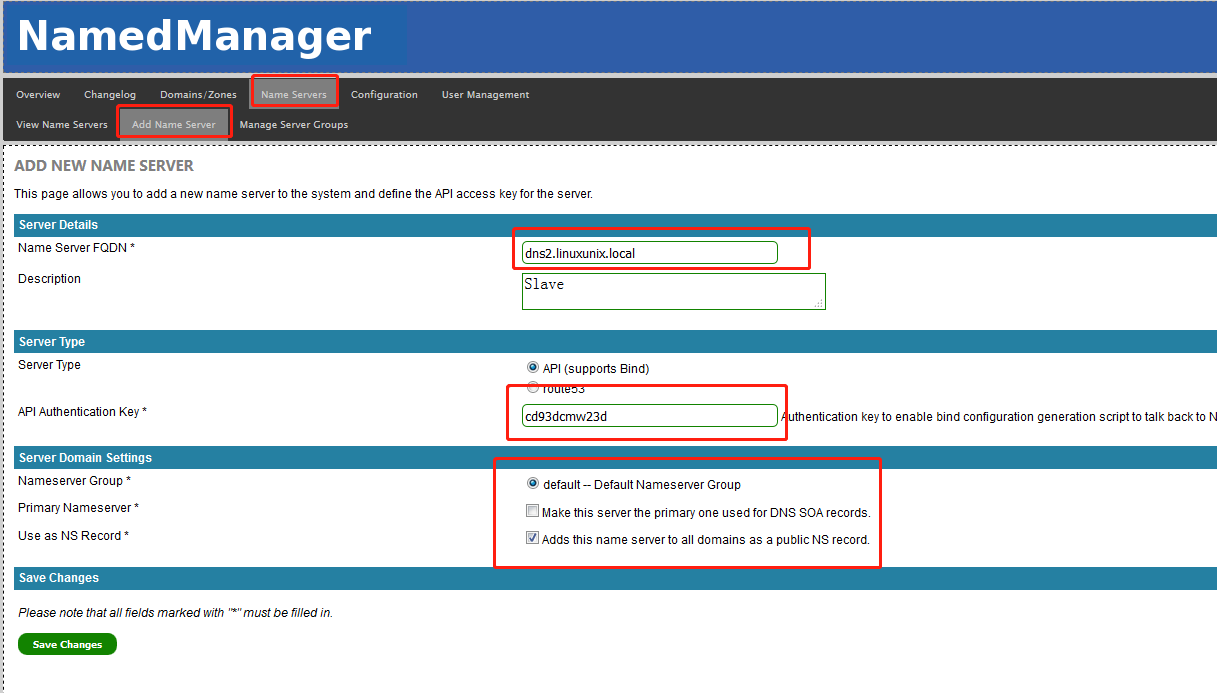 NamedManager
Overview Changelog Domains/Zones Name Servers Configuration User Management
View Name Servers Add Name Server Manage Server Groups
ADD NEW NAME SERVER
This page allows you to add a new name server to the system and define the API access key for the server.
Server Details
Name Server FQDN * dns2.linuxunix.local
Description Slave
Server Type
Server Type API (supports Bind)
route53
API Authentication Key * cd93dcmw23d Authentication key to enable bind configuration generation script to talk back to N
Server Domain Settings
Nameserver Group * default -- Default Nameserver Group
Primary Nameserver * Make this server the primary one used for DNS SOA records.
Use as NS Record * Adds this name server to all domains as a public NS record.
Save Changes
Please note that all fields marked with "*" must be filled in.
Save Changes